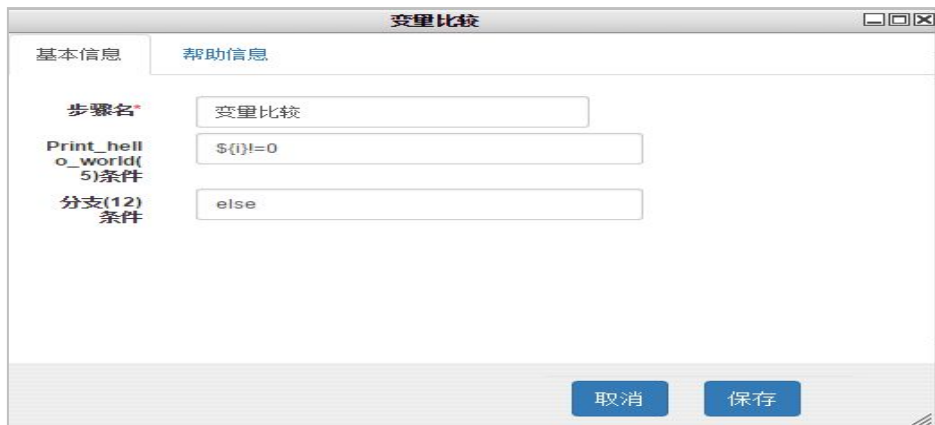 变量比较
基本信息 帮助信息
步骤名* 变量比较
Print_hell
o_world(
5)条件
${i}!=0
分支(12)
条件
else
取消 保存